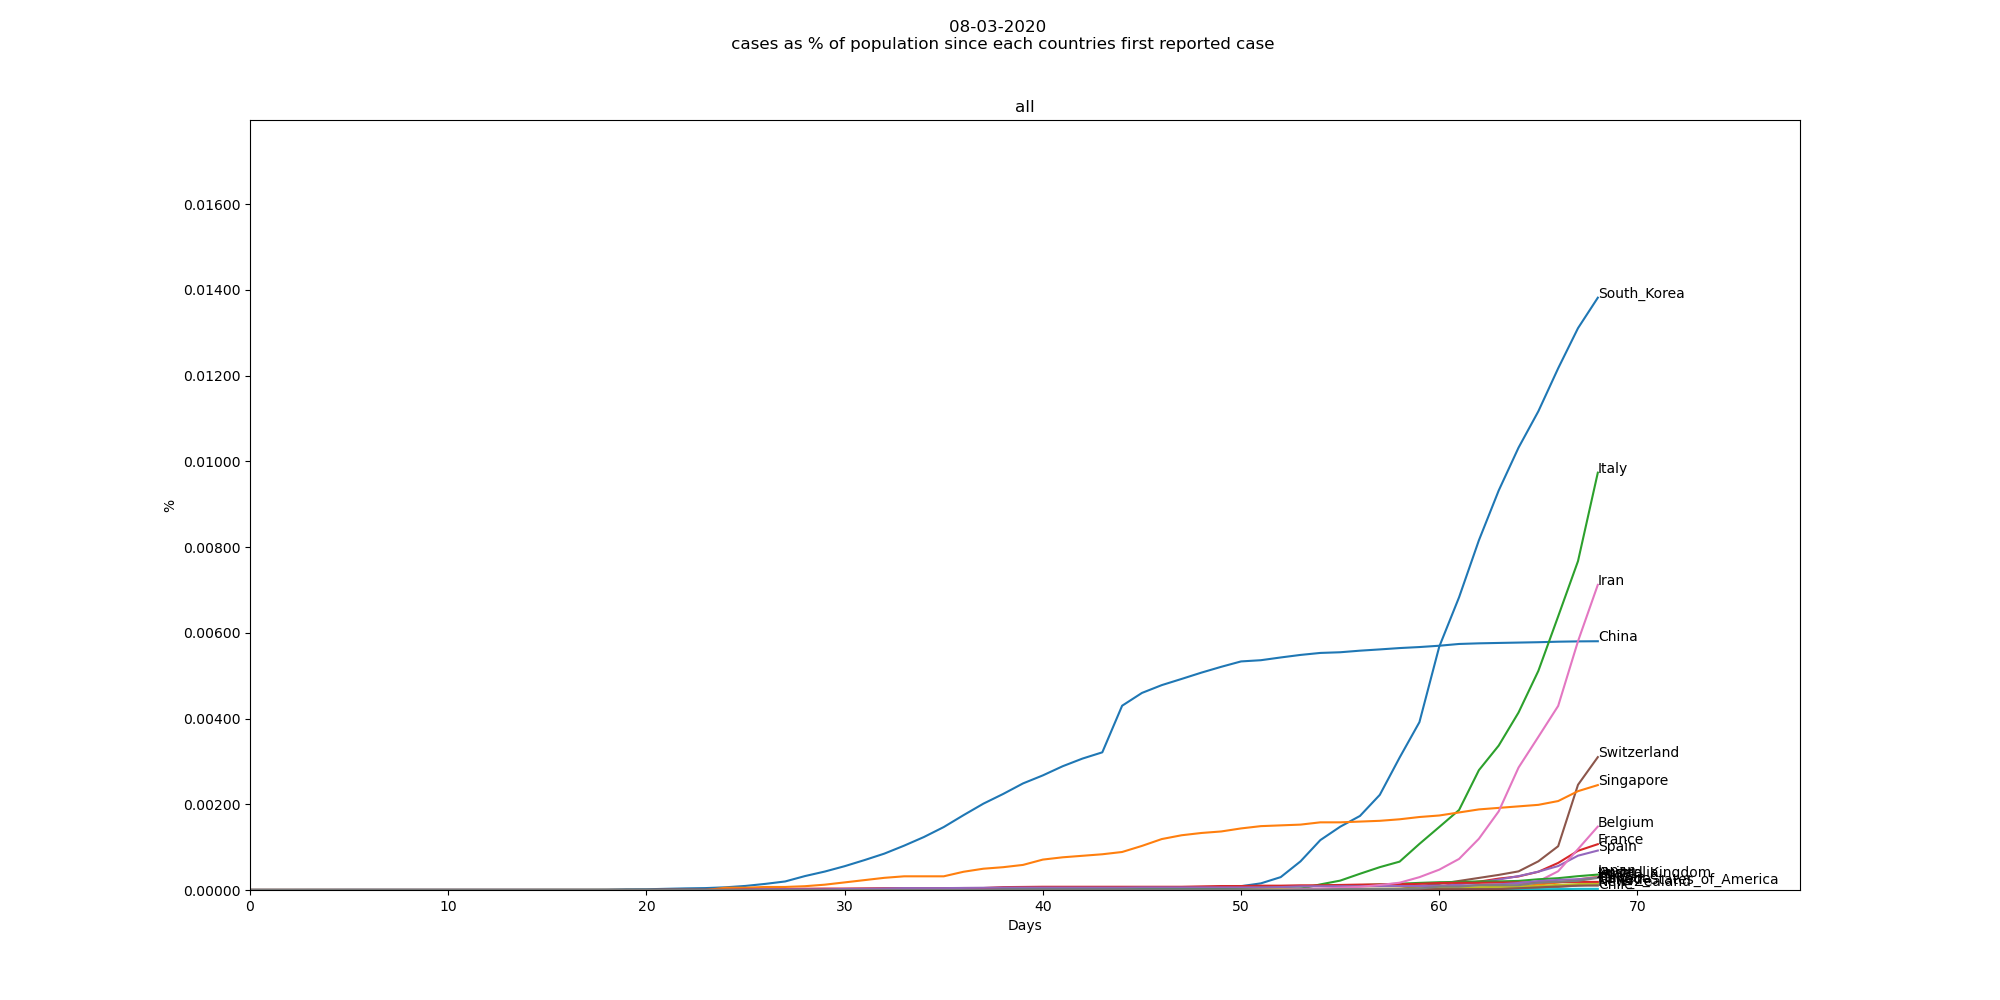 08-03-2020
cases as % of population since each countries first reported case
all
0.01600
0.01400
0.01200
0.01000
0.00800
0.00600
0.00400
0.00200
0.00000
%
South_Korea
Italy
Iran
China
Switzerland
Singapore
Belgium
France
Spain
0
10
20
30
40
50
60
70
Days